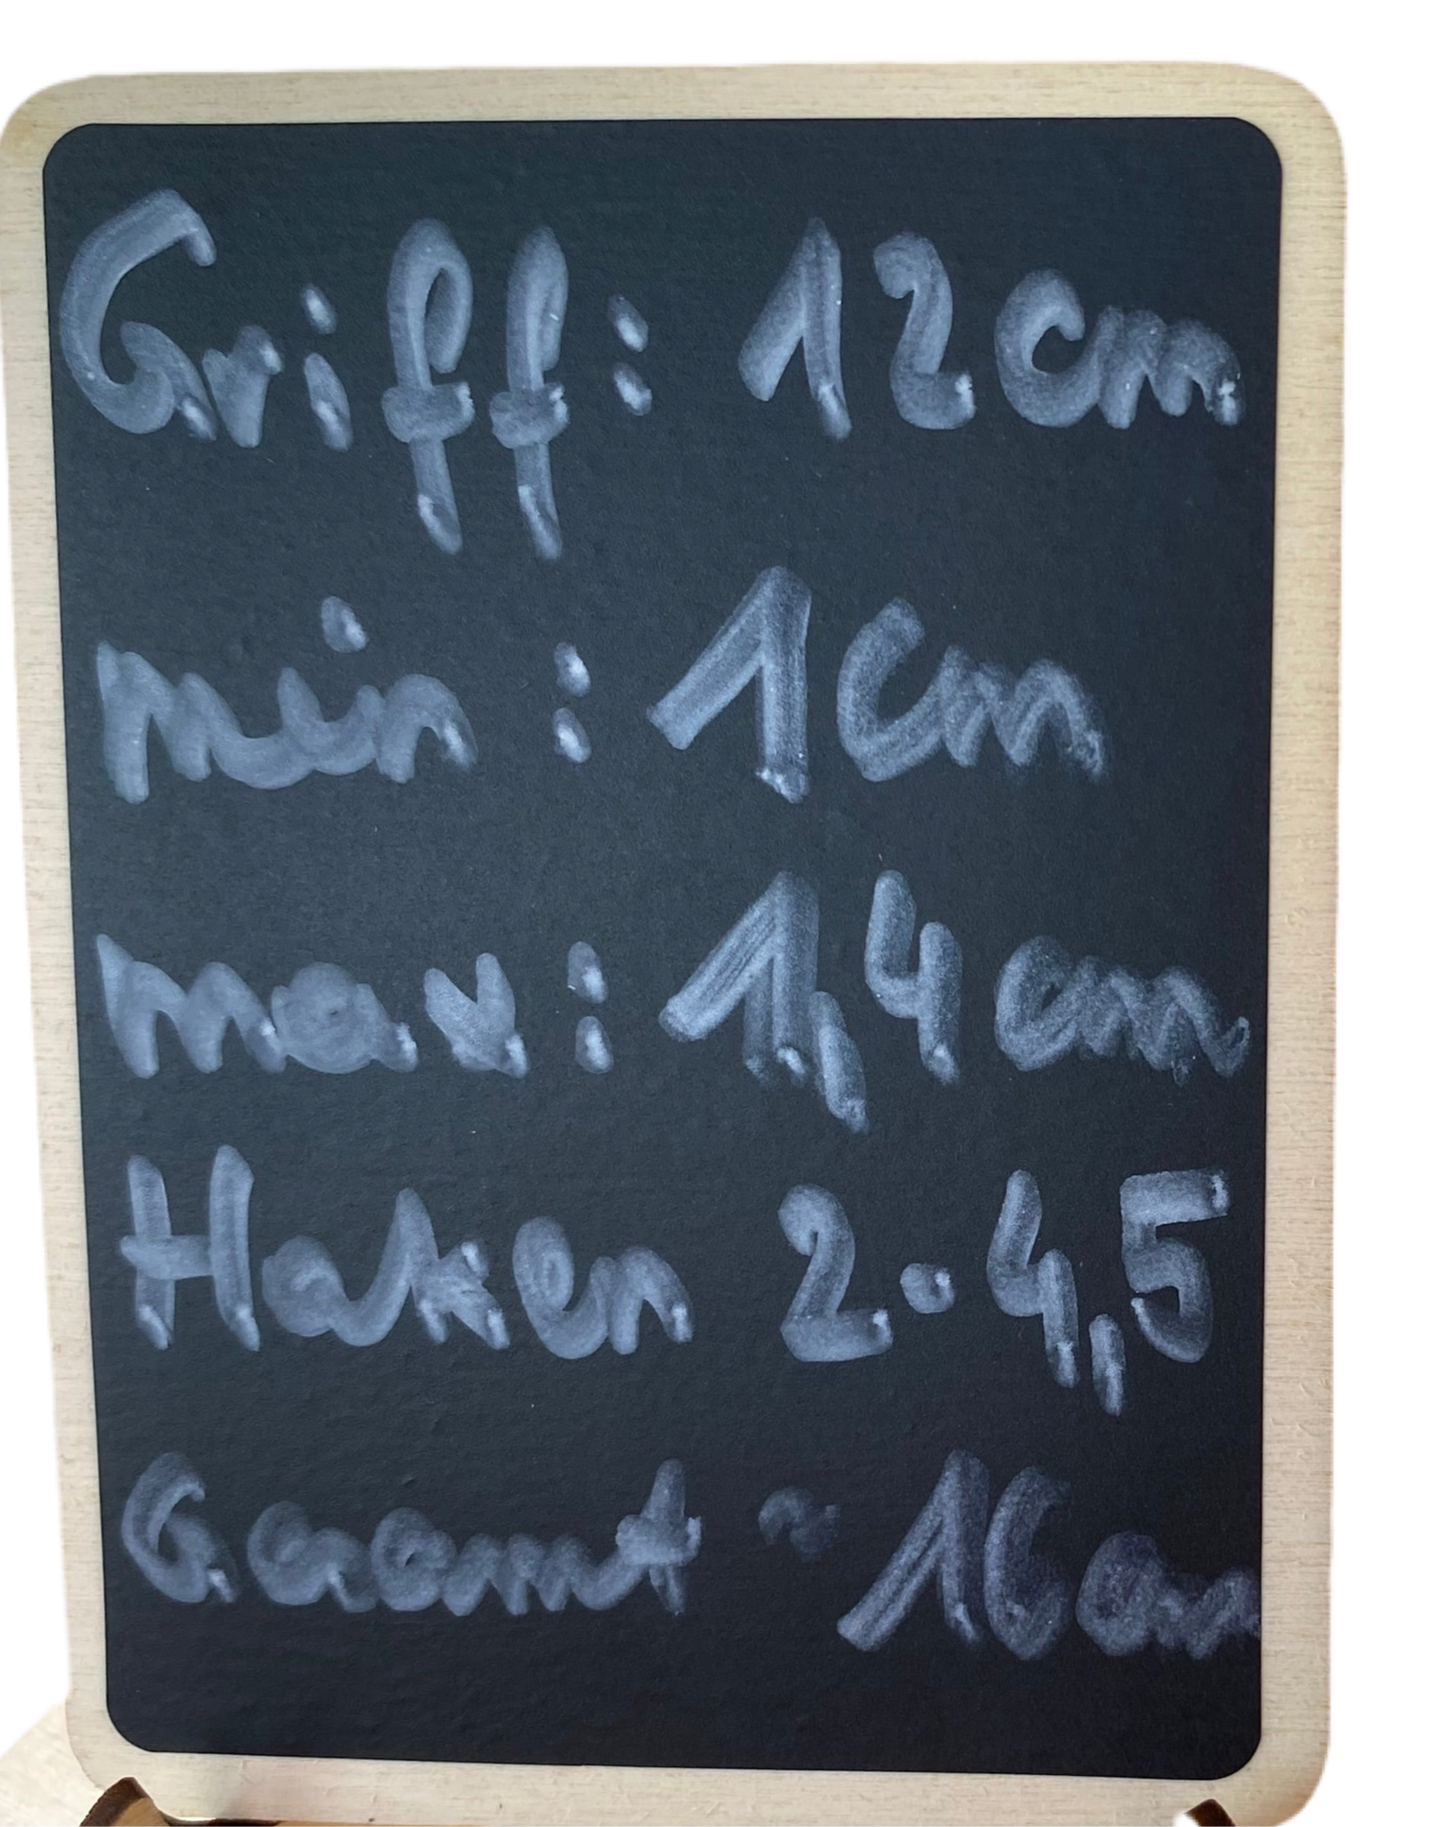 Griff: 12cm
min: 1cm
max: 1,4cm
Haken 2.4,5
Gesamt ~ 16cm